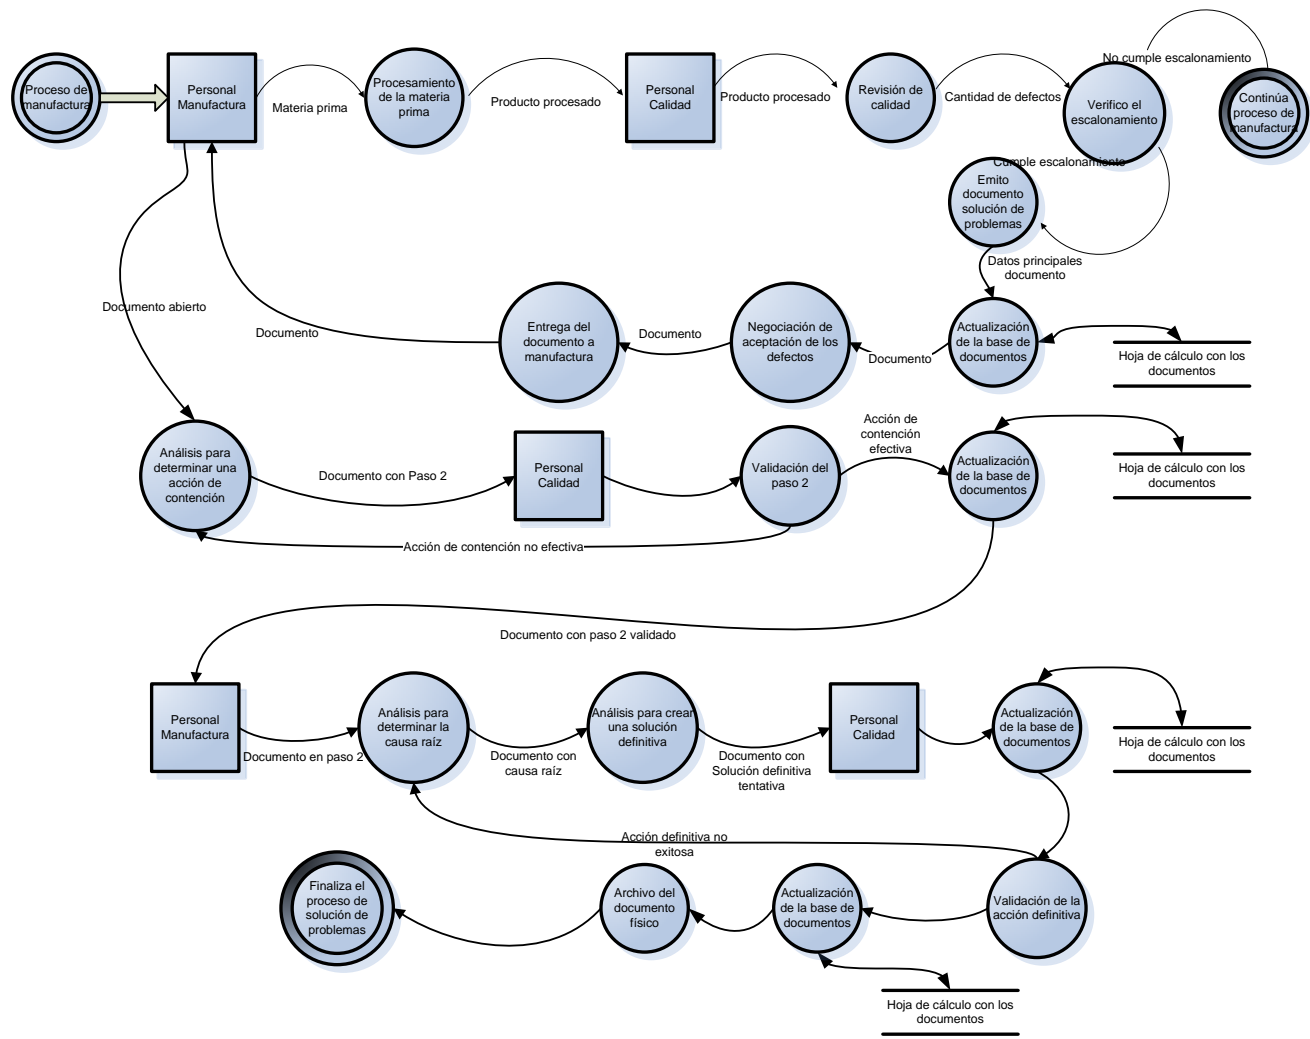 Proceso de
manufactura
Personal
Manufactura
Materia prima
Procesamiento
de la materia
prima
Producto procesado
Personal
Calidad
Producto procesado
Revisión de
calidad
Cantidad de defectos
Verifico el
escalonamiento
No cumple escalonamiento
Continúa
proceso de
manufactura
Cumple escalonamiento
Emito
documento
solución de
problemas
Datos principales
documento
Actualización
de la base de
documentos
Hoja de cálculo con los
documentos
Documento
Negociación de
aceptación de los
defectos
Documento
Entrega del
documento a
manufactura
Documento
Documento abierto
Análisis para
determinar una
acción de
contención
Documento con Paso 2
Personal
Calidad
Validación del
paso 2
Acción de
contención
efectiva
Actualización
de la base de
documentos
Hoja de cálculo con los
documentos
Acción de contención no efectiva
Documento con paso 2 validado
Personal
Manufactura
Documento en paso 2
Análisis para
determinar la
causa raíz
Documento con
causa raíz
Análisis para crear
una solución
definitiva
Documento con
Solución definitiva
tentativa
Personal
Calidad
Actualización
de la base de
documentos
Hoja de cálculo con los
documentos
Acción definitiva no
exitosa
Validación de la
acción definitiva
Actualización
de la base de
documentos
Archivo del
documento
físico
Finaliza el
proceso de
solución de
problemas
Hoja de cálculo con los
documentos